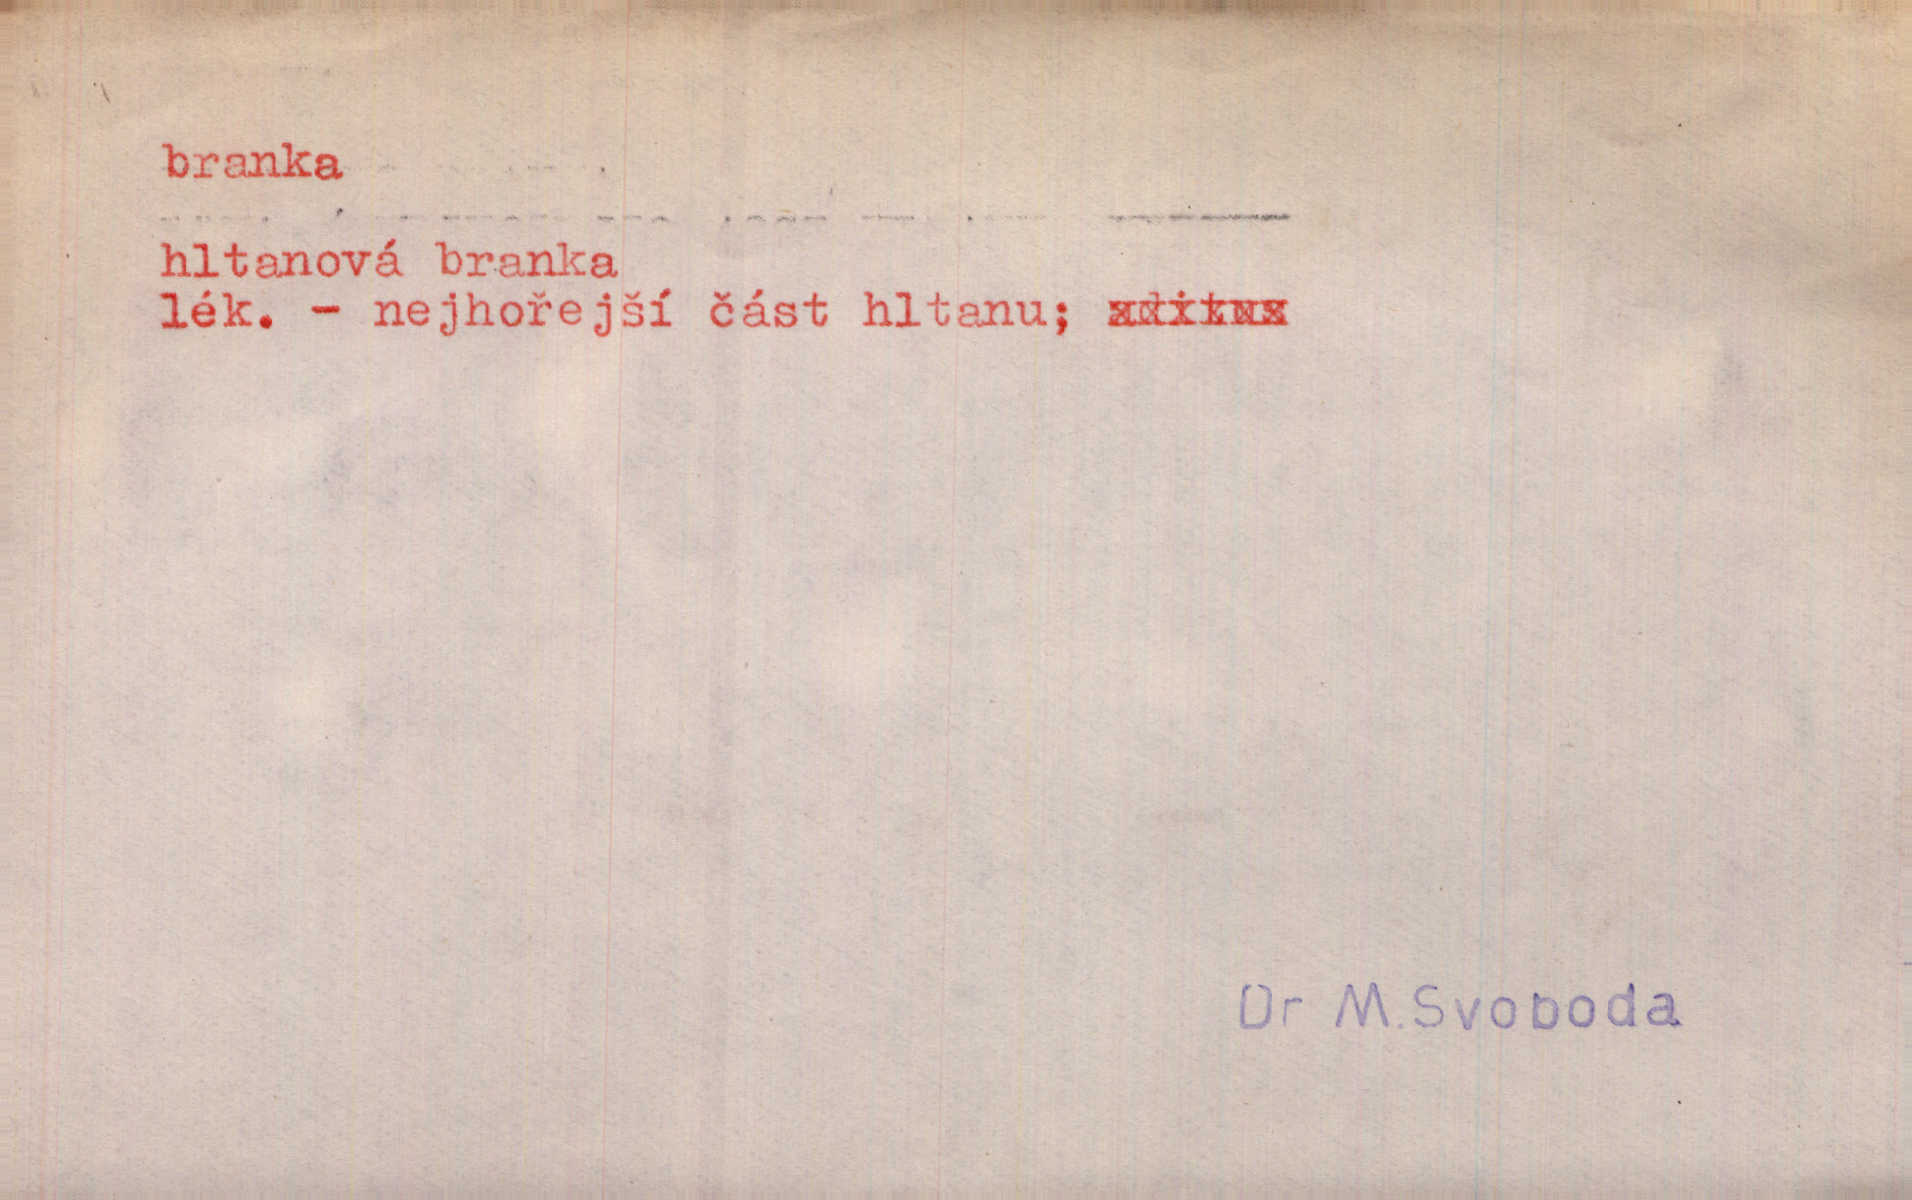 branka
hltanová branka
lék. - nejhořejší část hltanu;
Dr M.Svoboda